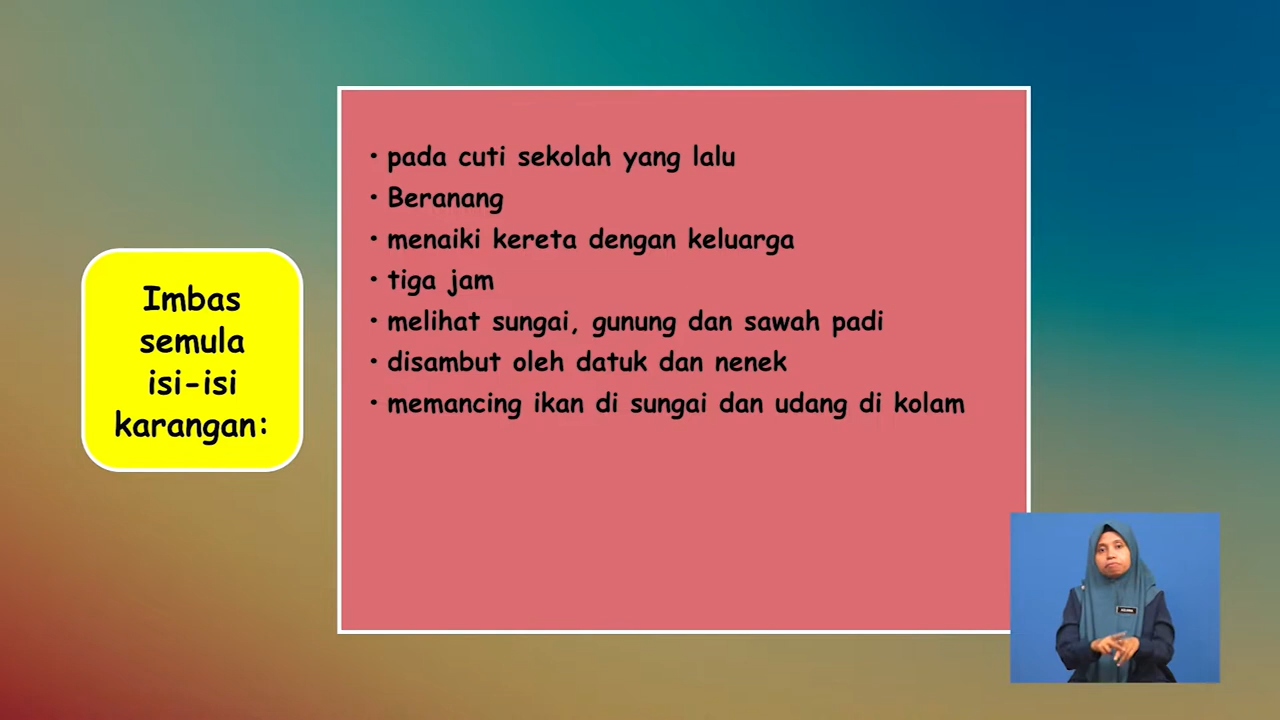 Imbas
semula
isi-isi
karangan:
• pada cuti sekolah yang lalu
• Beranang
• menaiki kereta dengan keluarga
• tiga jam
• melihat sungai, gunung dan sawah padi
• disambut oleh datuk dan nenek
• memancing ikan di sungai dan udang di kolam